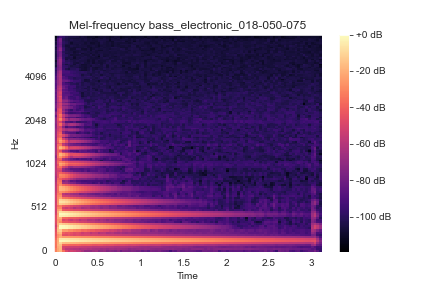 Mel-frequency bass_electronic_018-050-075
+0 dB
4096
-20 dB
-40 dB
2048
Hz
-60 dB
1024
-80 dB
512
-100 dB
0
0 0.5 1 1.5 2 2.5 3
Time